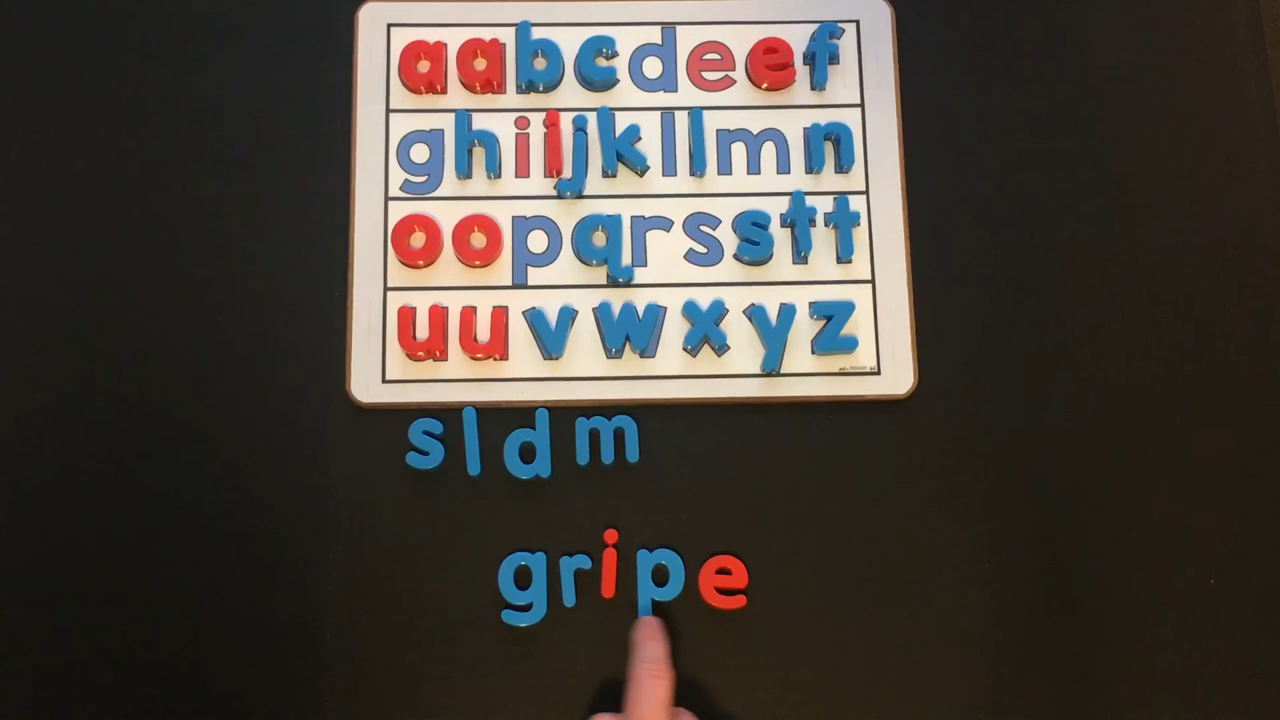 aabcdeef
ghiijkllmn
oopqrsstt
uuvwxyz
sldm
gripe